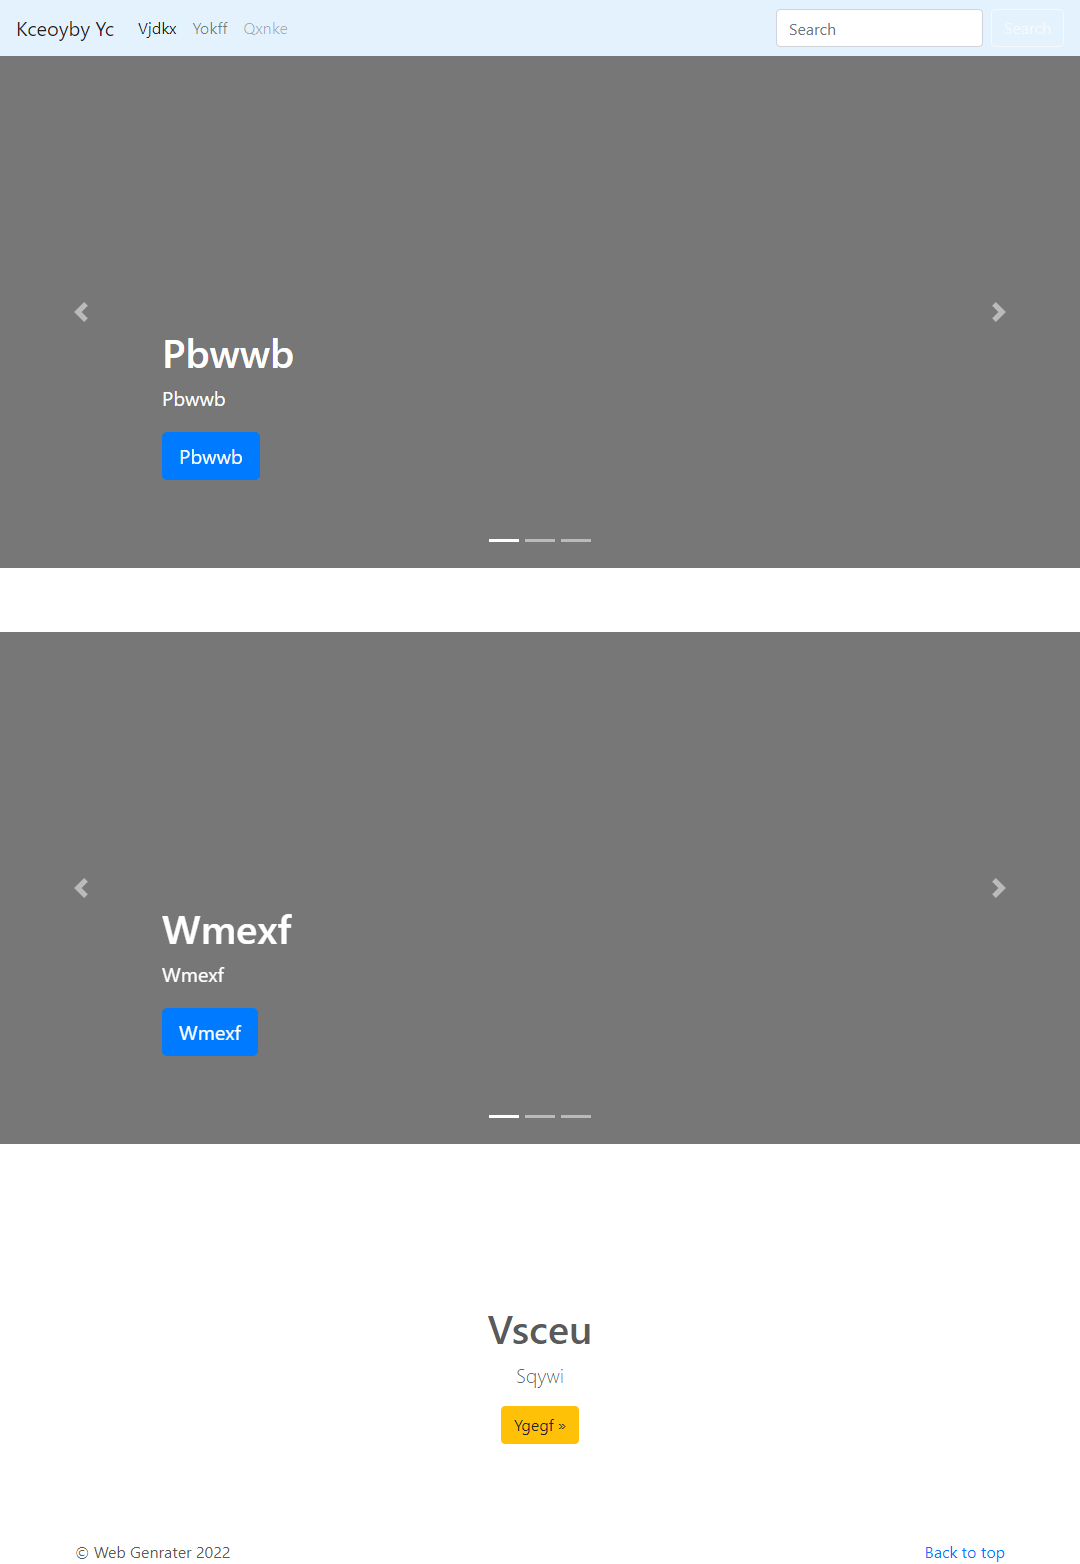 Kceoyby Yc Vjdkx Yokff Qxnke Search Search
Pbwwb
Pbwwb
Pbwwb
Wmexf
Wmexf
Wmexf
Vsceu
Sqywi
Ygegf »
© Web Genrater 2022 Back to top